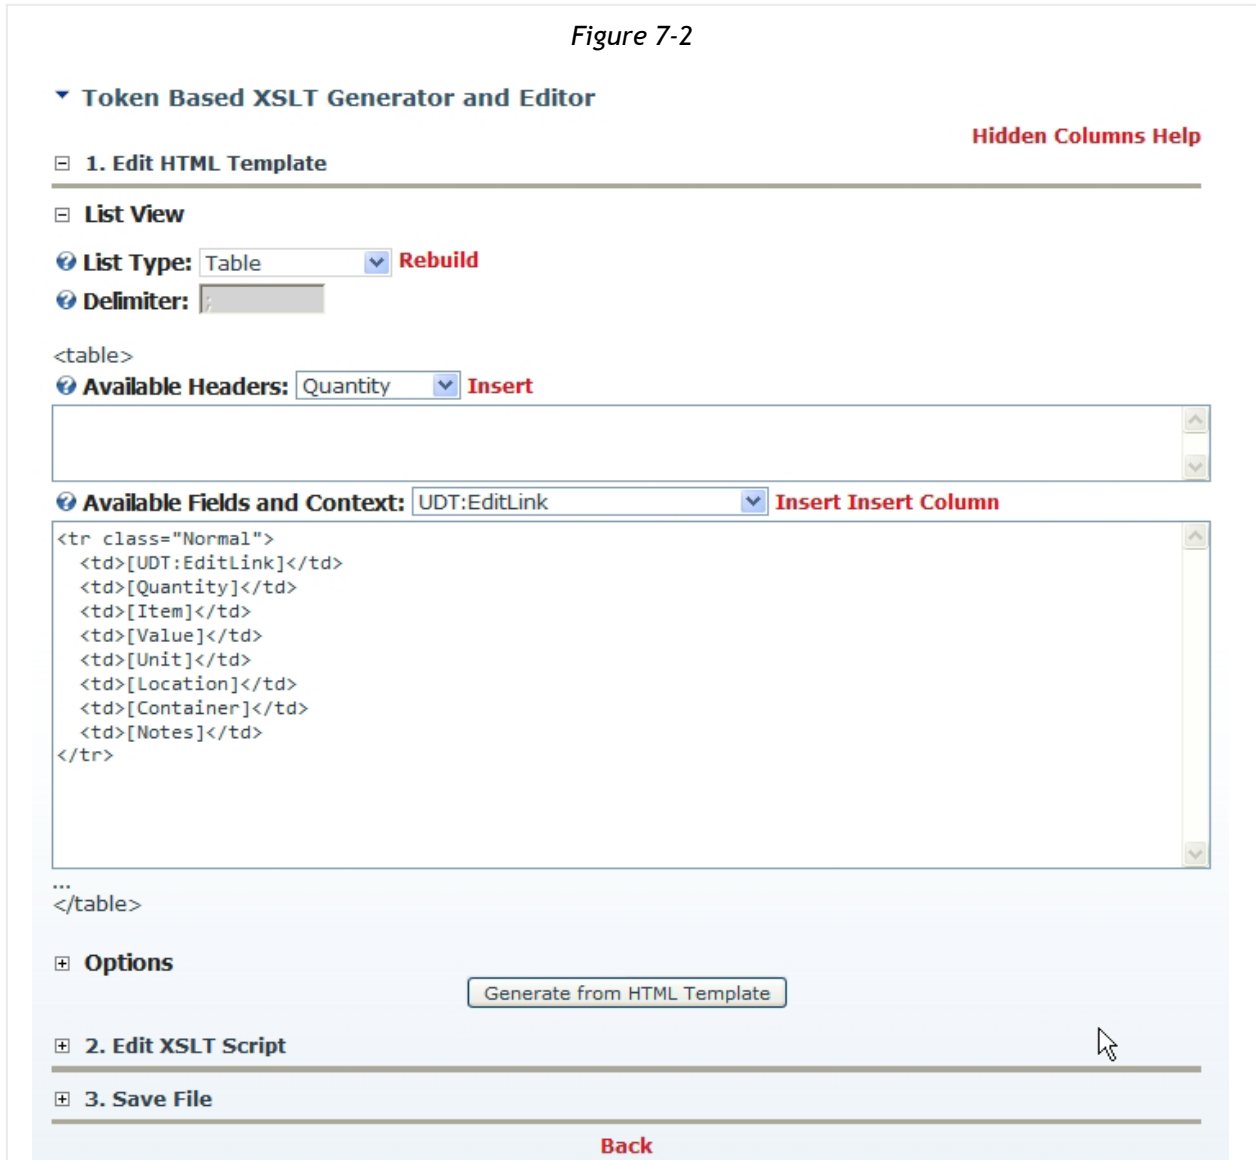 Figure 7-2
Token Based XSLT Generator and Editor
Hidden Columns Help
1. Edit HTML Template
List View
List Type: Table Rebuild
Delimiter: ;
<table>
Available Headers: Quantity Insert
Available Fields and Context: UDT:EditLink Insert Insert Column
<tr class="Normal">
  <td>[UDT:EditLink]</td>
  <td>[Quantity]</td>
  <td>[Item]</td>
  <td>[Value]</td>
  <td>[Unit]</td>
  <td>[Location]</td>
  <td>[Container]</td>
  <td>[Notes]</td>
</tr>
...
</table>
Options
Generate from HTML Template
2. Edit XSLT Script
3. Save File
Back